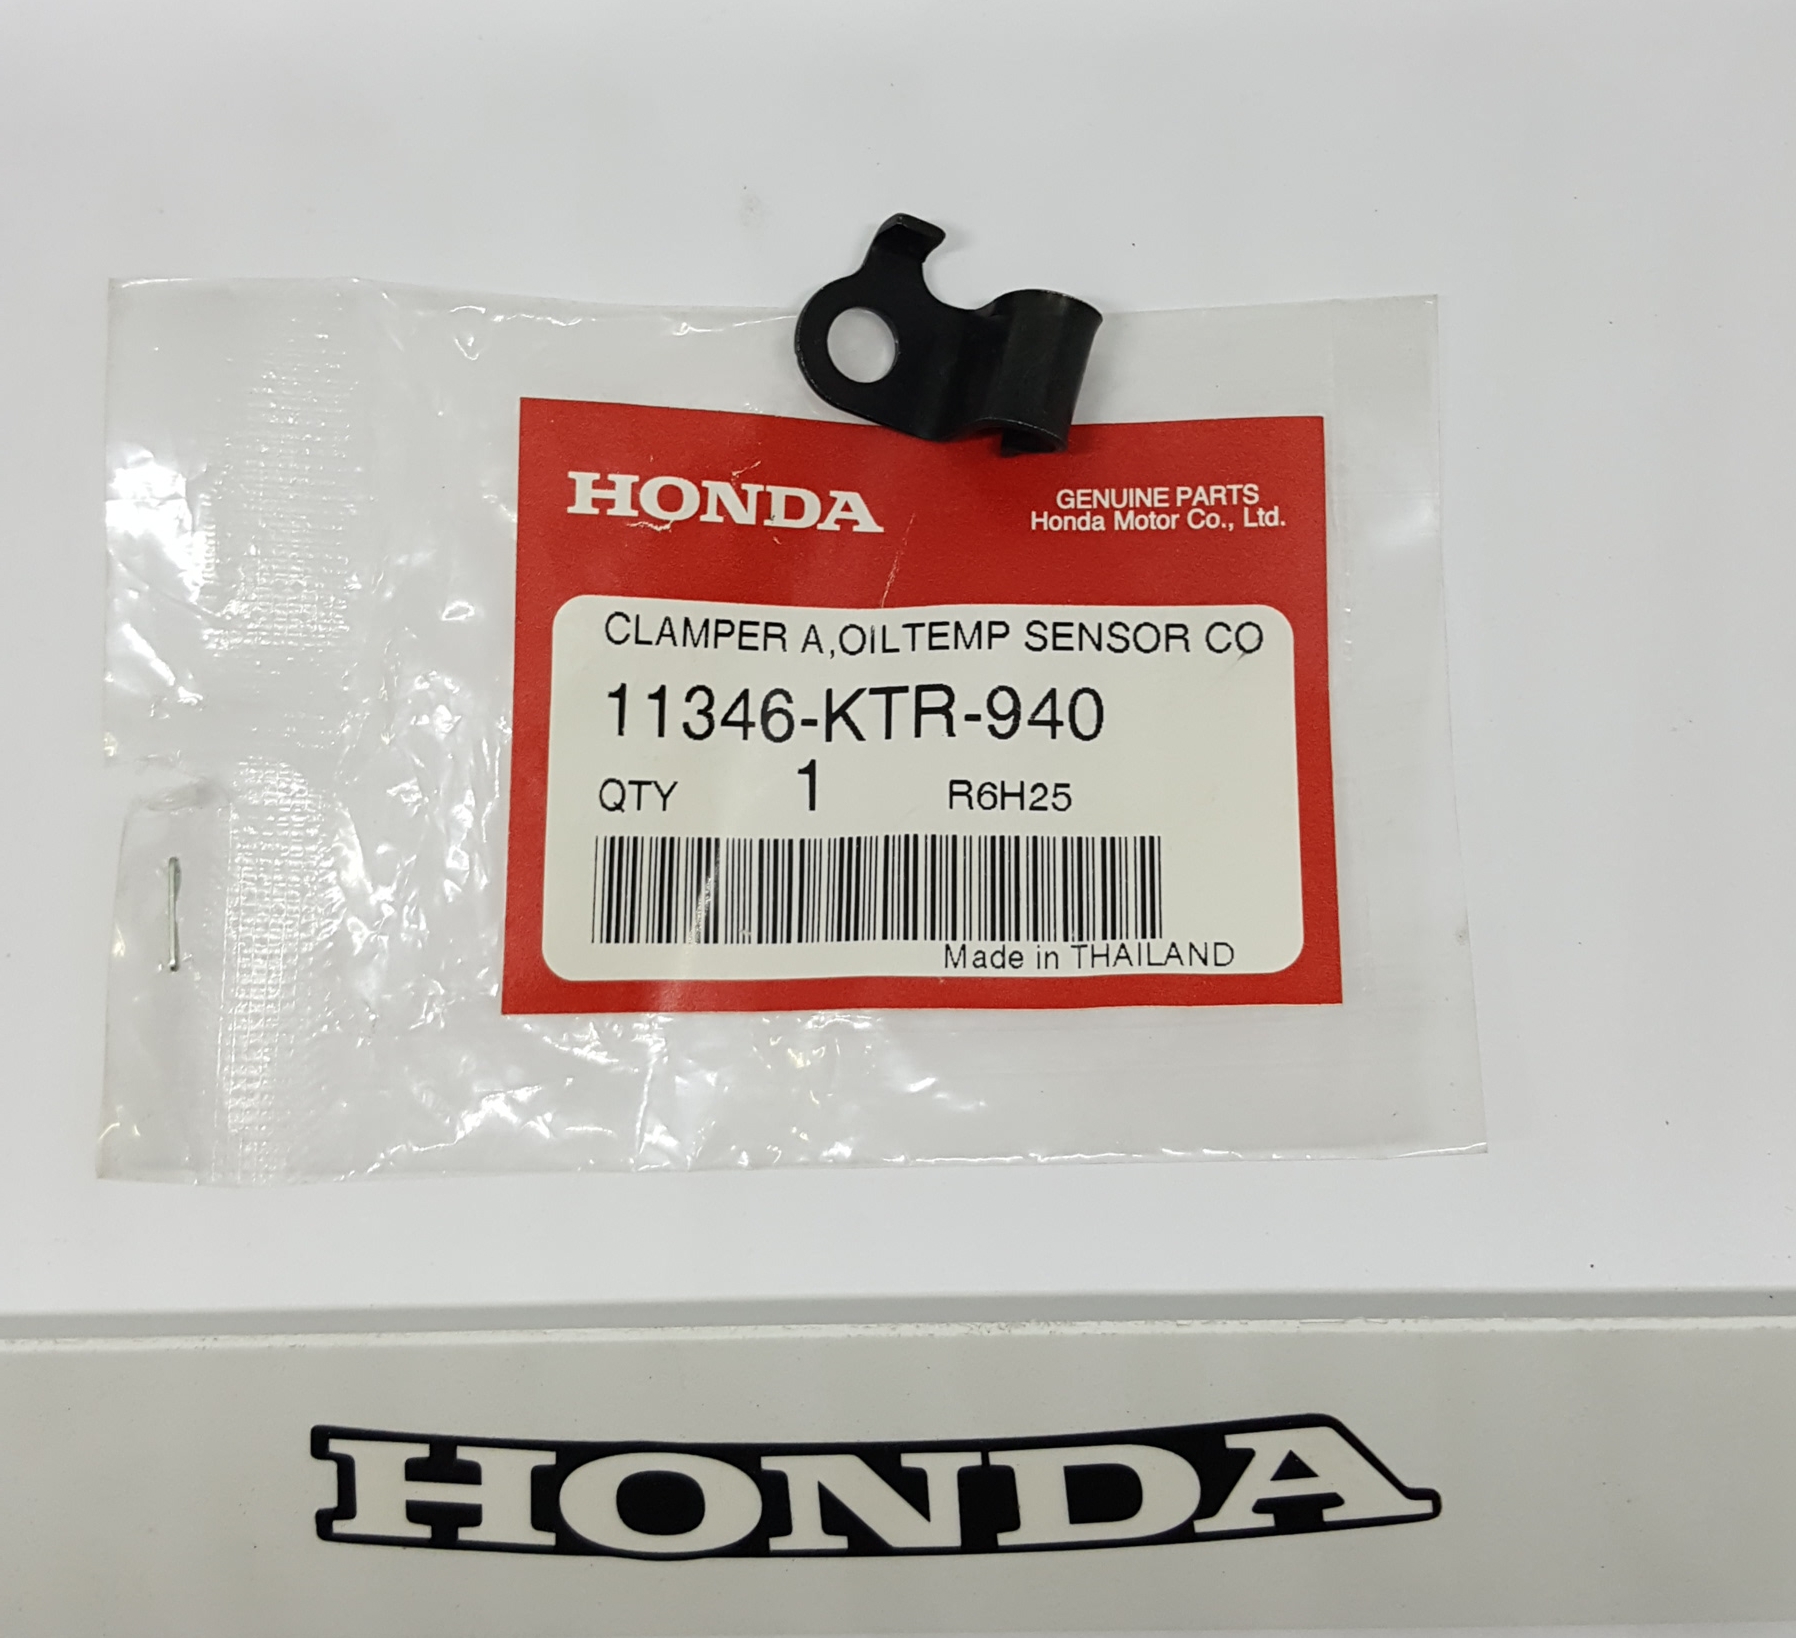 HONDA
GENUINE PARTS
Honda Motor Co., Ltd.
CLAMPER A,OILTEMP SENSOR CO
11346-KTR-940
QTY 1 R6H25
Made in THAILAND
HONDA